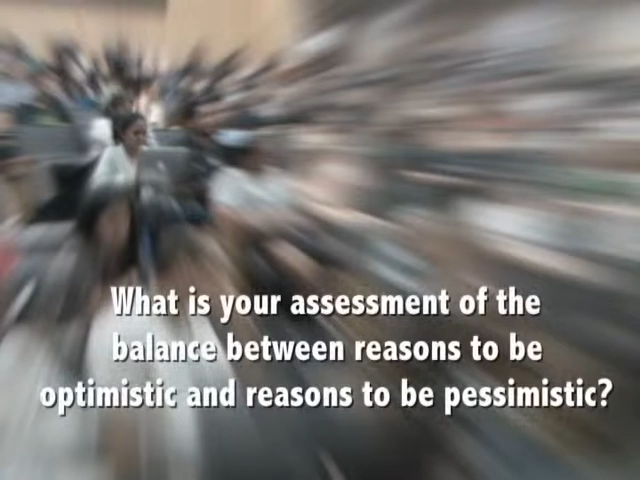 What is your assessment of the
balance between reasons to be
optimistic and reasons to be pessimistic?